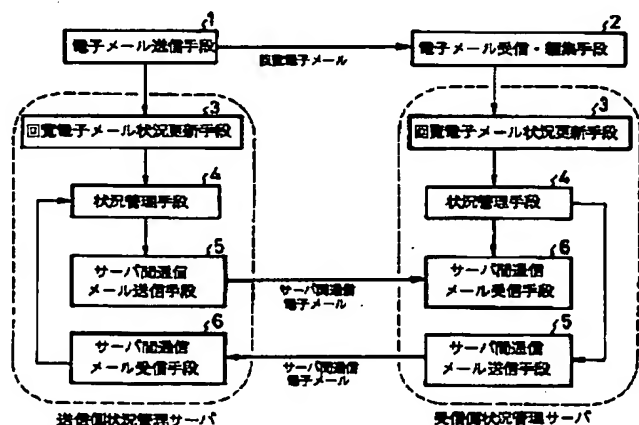 1
電子メール送信手段
回覧電子メール
2
電子メール受信・編集手段
3
回覧電子メール状況更新手段
4
状況管理手段
5
サーバ間通信
メール送信手段
6
サーバ間通信
メール受信手段
送信側状況管理サーバ
サーバ間通信
電子メール
サーバ間通信
電子メール
3
回覧電子メール状況更新手段
4
状況管理手段
6
サーバ間通信
メール受信手段
5
サーバ間通信
メール送信手段
受信側状況管理サーバ